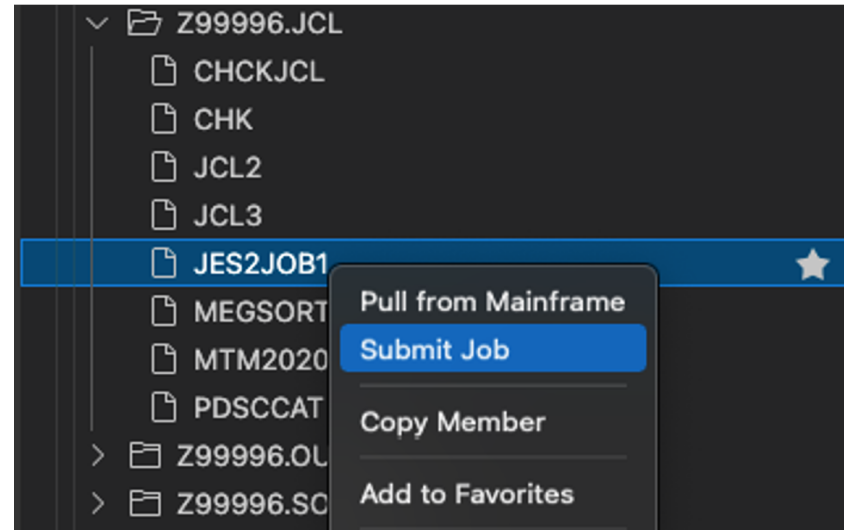 Z99996.JCL
CHCKJCL
CHK
JCL2
JCL3
JES2JOB1
MEGSORT
MTM2020
PDSCCAT
Z99996.OU
Z99996.SO
Pull from Mainframe
Submit Job
Copy Member
Add to Favorites